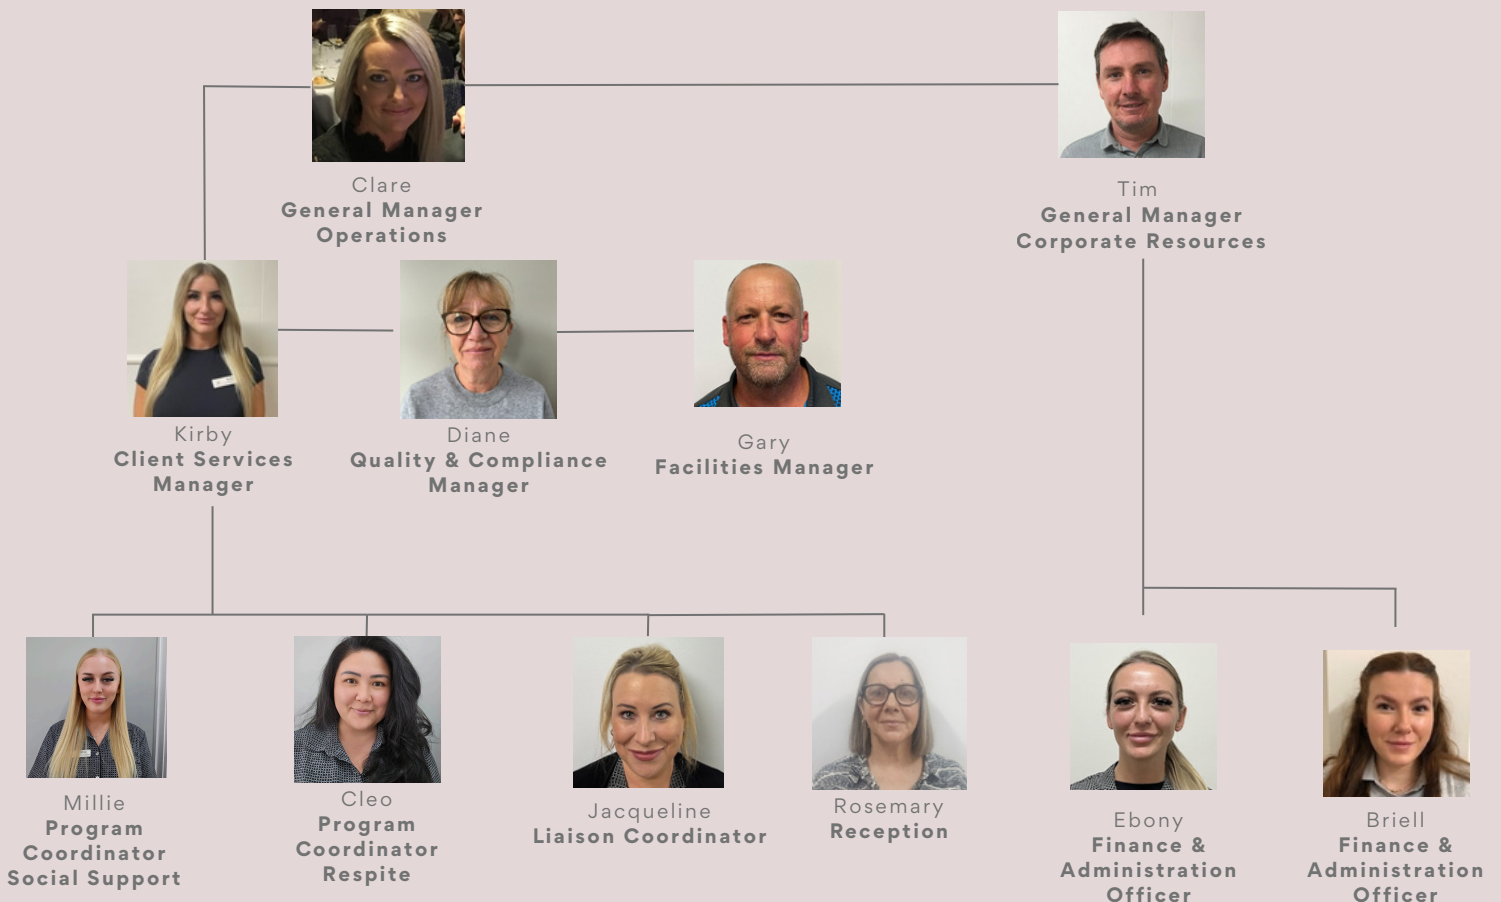 Clare
General Manager
Operations
Tim
General Manager
Corporate Resources
Kirby
Client Services
Manager
Diane
Quality & Compliance
Manager
Gary
Facilities Manager
Millie
Program
Coordinator
Social Support
Cleo
Program
Coordinator
Respite
Jacqueline
Liaison Coordinator
Rosemary
Reception
Ebony
Finance &
Administration
Officer
Briell
Finance &
Administration
Officer